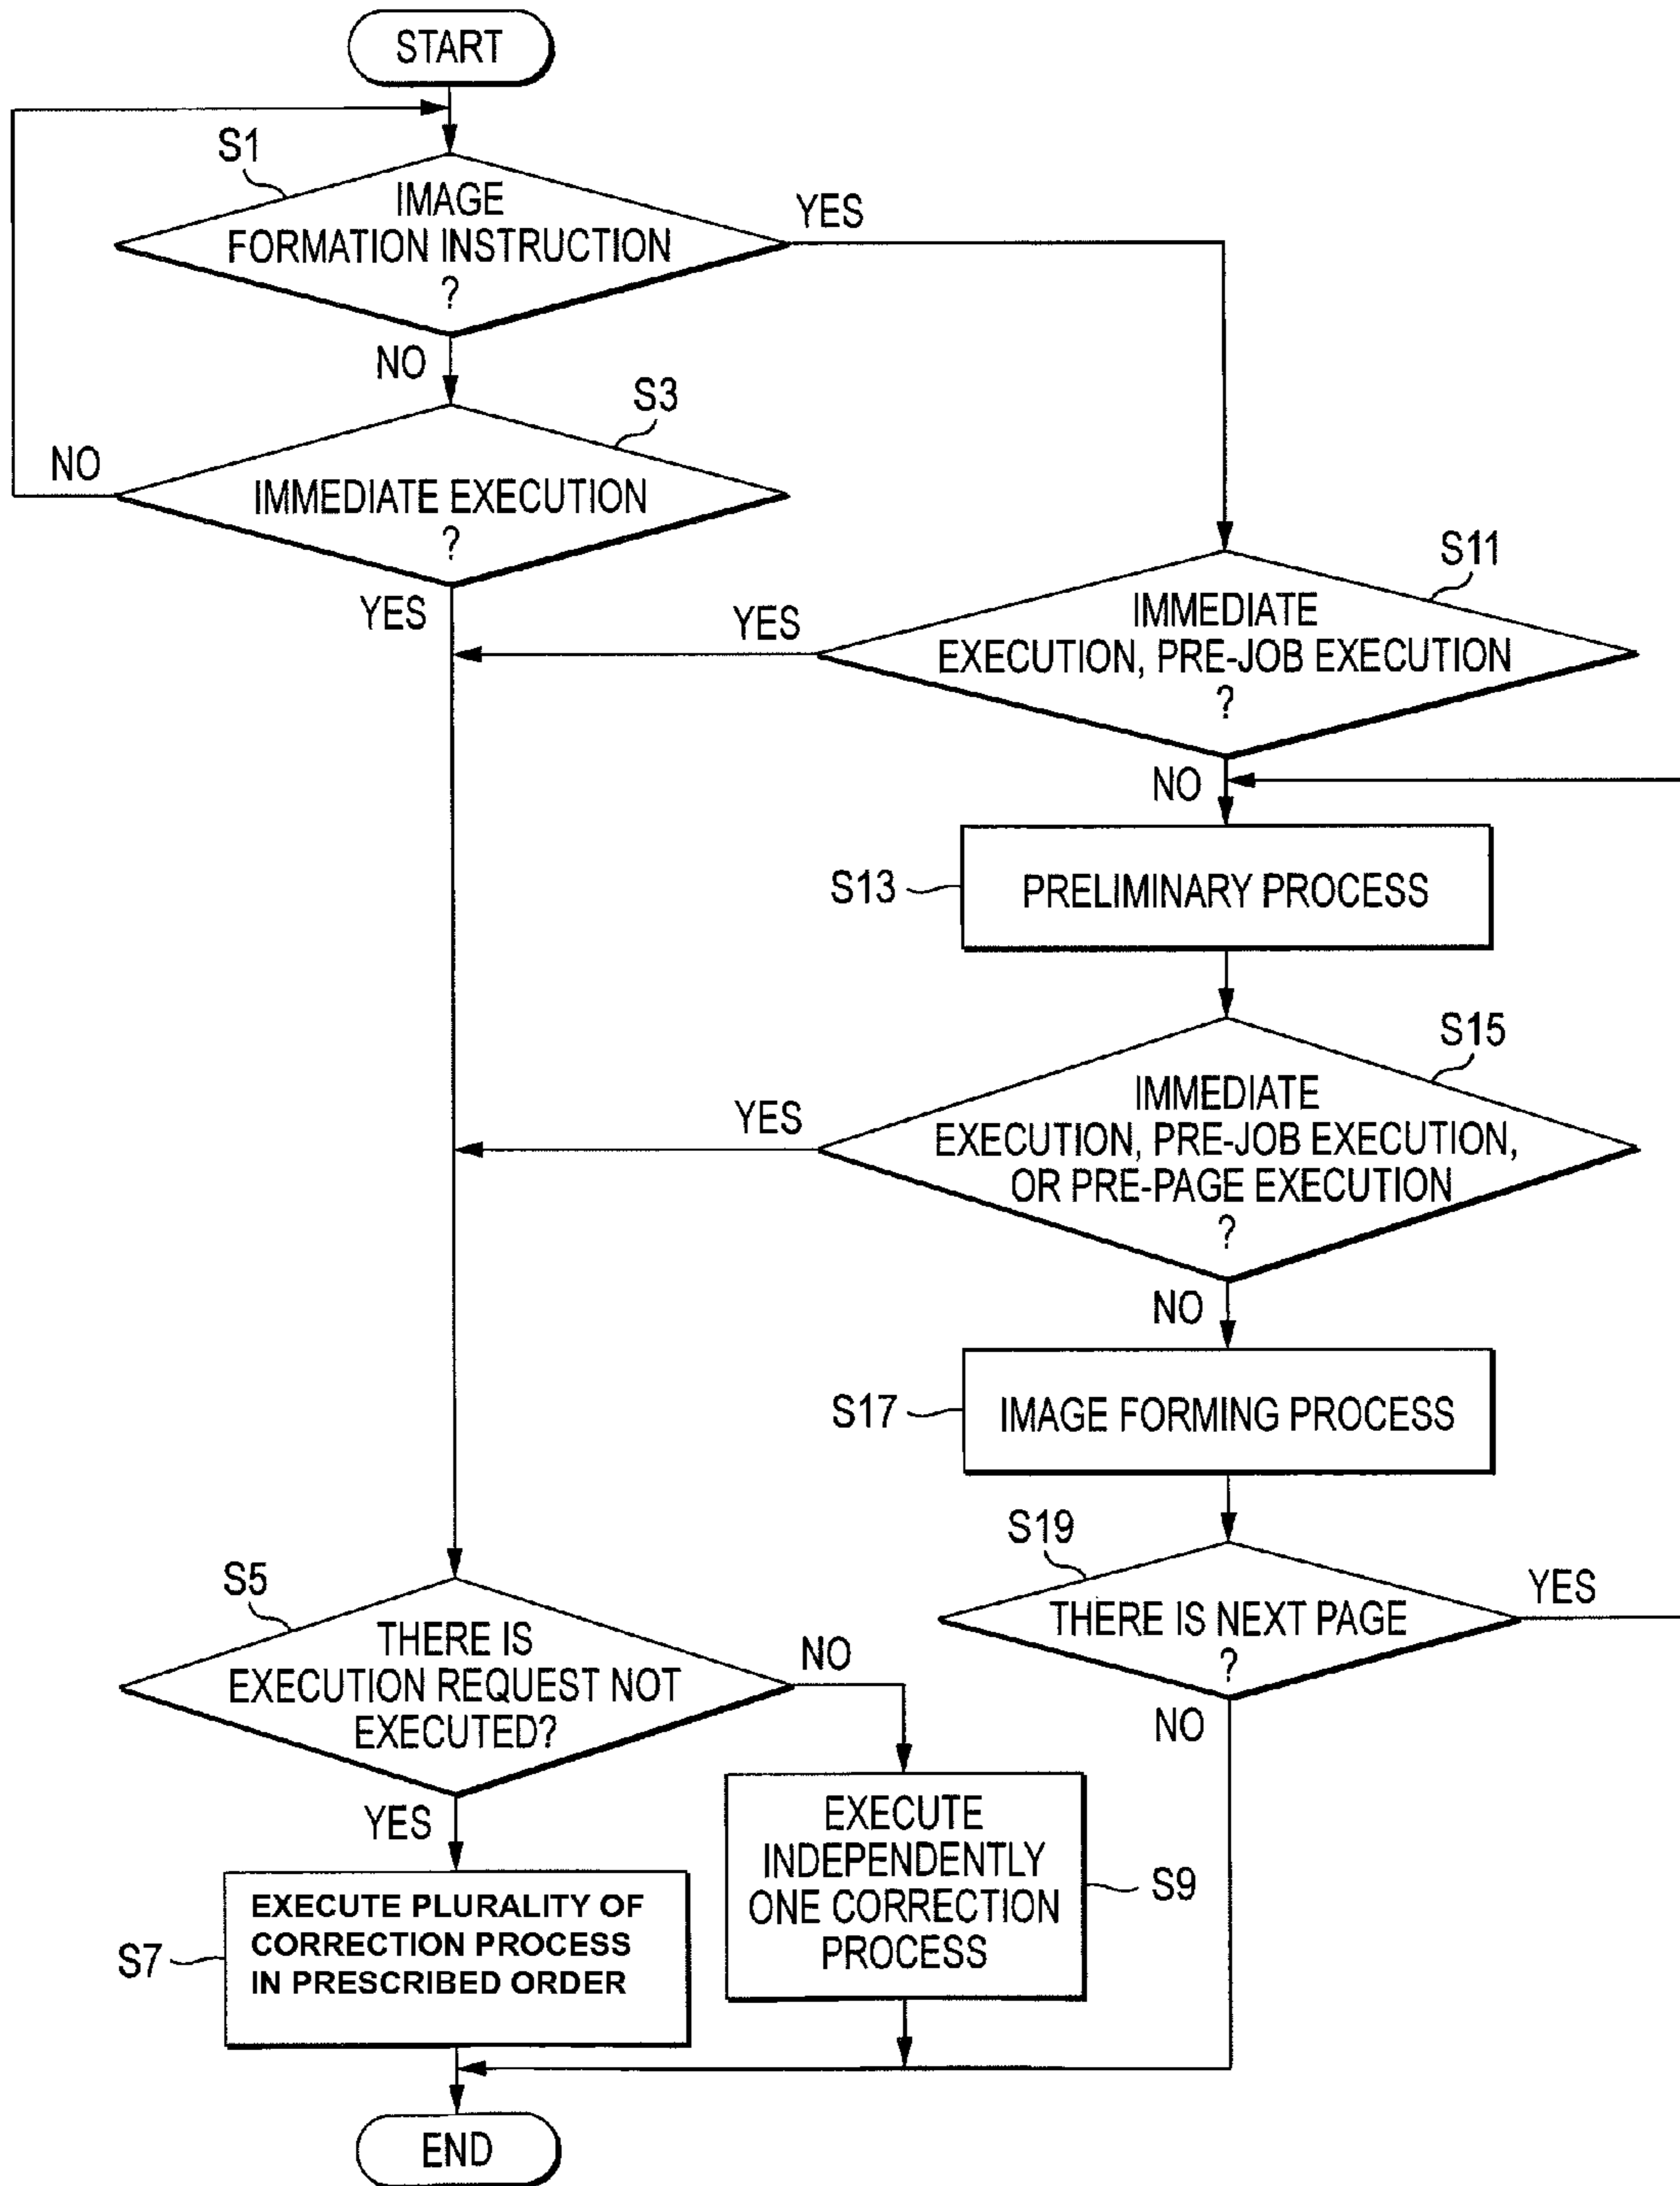 START
S1
IMAGE
FORMATION INSTRUCTION
?
YES
NO
S3
IMMEDIATE EXECUTION
?
NO
YES
S11
IMMEDIATE
EXECUTION, PRE-JOB EXECUTION
?
YES
NO
S13
PRELIMINARY PROCESS
S15
IMMEDIATE
EXECUTION, PRE-JOB EXECUTION,
OR PRE-PAGE EXECUTION
?
YES
NO
S17
IMAGE FORMING PROCESS
S19
THERE IS NEXT PAGE
?
YES
NO
S5
THERE IS
EXECUTION REQUEST NOT
EXECUTED?
NO
YES
EXECUTE
INDEPENDENTLY
ONE CORRECTION
PROCESS
S9
S7
EXECUTE PLURALITY OF
CORRECTION PROCESS
IN PRESCRIBED ORDER
END